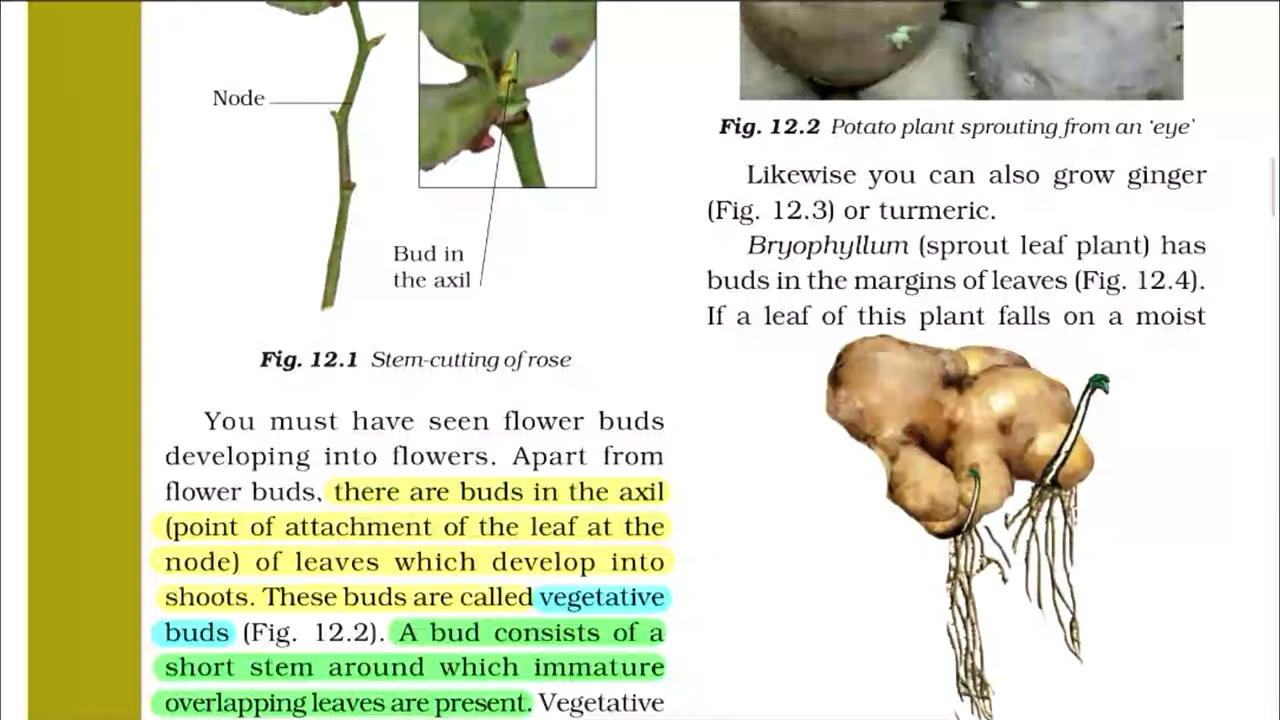 Node
Bud in
the axil
Fig. 12.1 Stem-cutting of rose
You must have seen flower buds
developing into flowers. Apart from
flower buds, there are buds in the axil
(point of attachment of the leaf at the
node) of leaves which develop into
shoots. These buds are called vegetative
buds (Fig. 12.2). A bud consists of a
short stem around which immature
overlapping leaves are present. Vegetative
Fig. 12.2 Potato plant sprouting from an ‘eye’
Likewise you can also grow ginger
(Fig. 12.3) or turmeric.
Bryophyllum (sprout leaf plant) has
buds in the margins of leaves (Fig. 12.4).
If a leaf of this plant falls on a moist